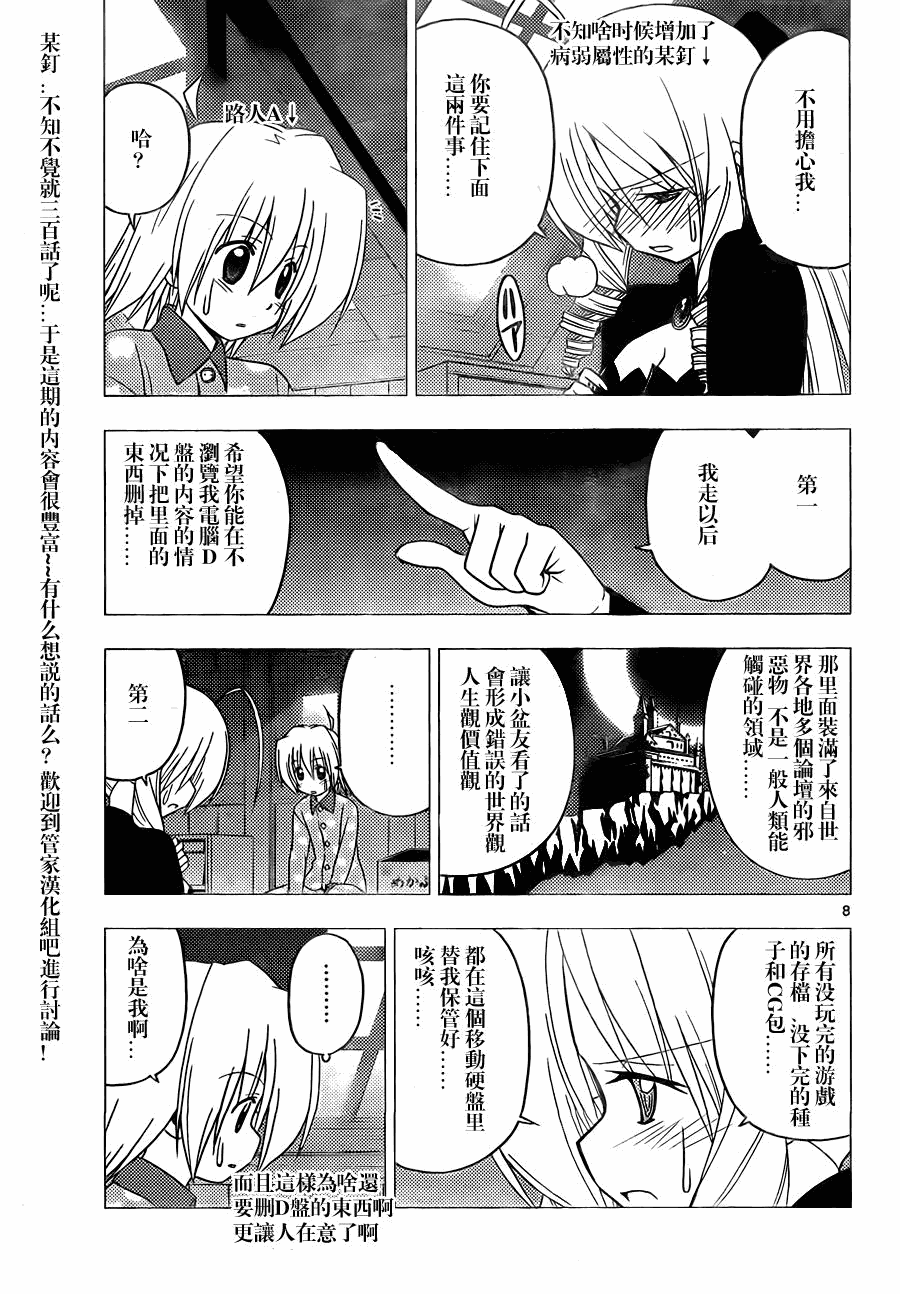 不知啥时候增加了
病弱屬性的某釘↓
不用擔心我…
你要記住下面
這兩件事……
路人A↓
哈？
第一
我走以后
希望你能在不
瀏覽我電腦D
盤的内容的情
况下把里面的
東西删掉……
那里面裝滿了來自世
界各地多個論壇的邪
惡物 不是一般人類能
觸碰的領域……
讓小盆友看了的話
會形成錯誤的世界觀
人生觀價值觀
………
第二
めかぶ
8
所有没玩完的游戲
的存檔 没下完的種
子和CG包……
都在這個移動硬盤里
替我保管好……
咳咳……
………
為啥是我啊…
而且這樣為啥還
要删D盤的東西啊
更讓人在意了啊
某釘：不知不覺就三百話了呢…于是這期的内容會很豐富~~有什么想説的話么？歡迎到管家漢化組吧進行討論！